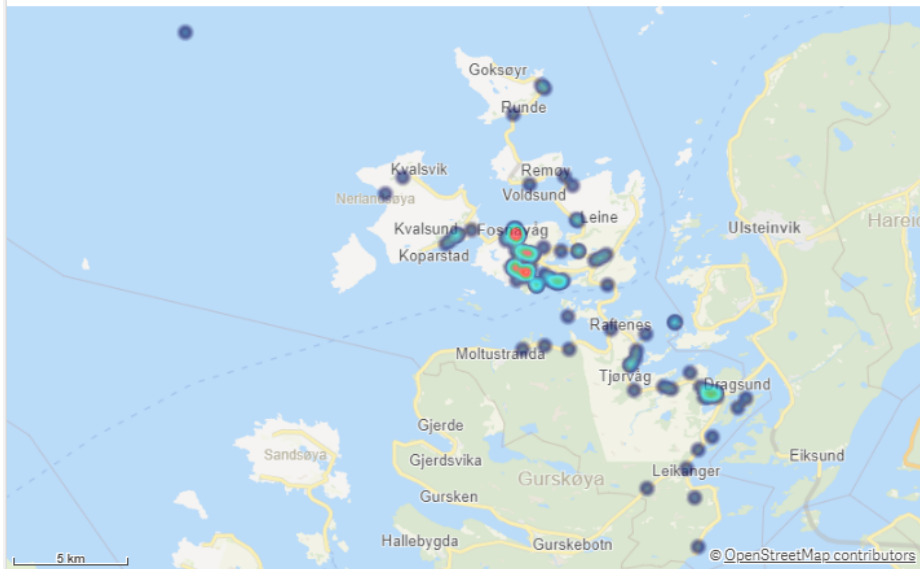 Goksøyr
Runde
Kvalsvik
Remøy
Nerlandsøya
Voldsund
Leine
Kvalsund
Fosnavåg
Ulsteinvik
Hareid
Koparstad
Raftenes
Moltustranda
Tjørvåg
Dragsund
Gjerde
Sandsøya
Gjerdsvika
Leikanger
Eiksund
Gurskøya
Gursken
Hallebygda
Gurskebotn
5 km
© OpenStreetMap contributors